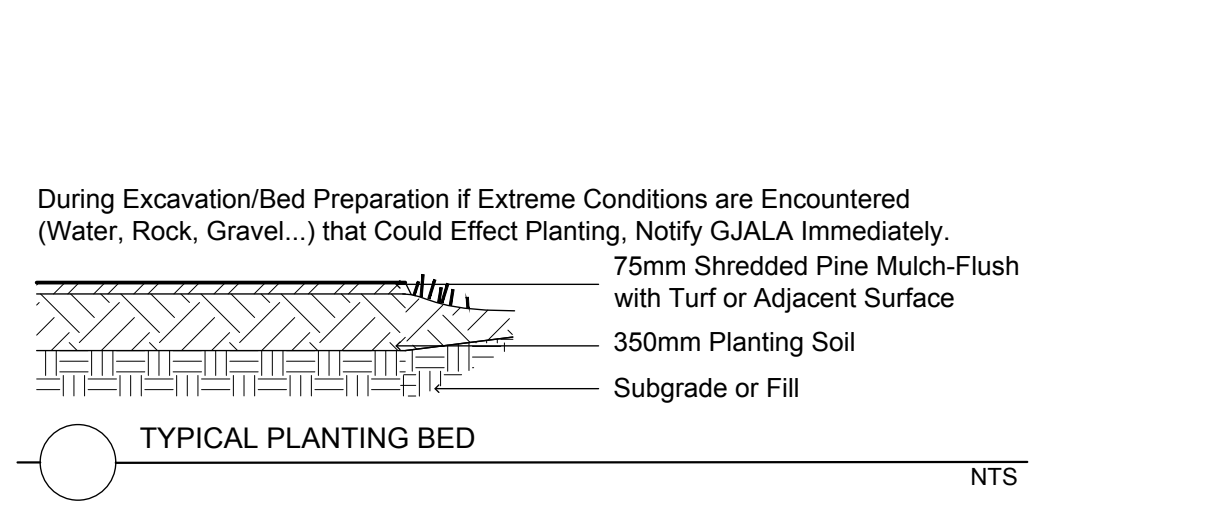 During Excavation/Bed Preparation if Extreme Conditions are Encountered
(Water, Rock, Gravel...) that Could Effect Planting, Notify GJALA Immediately.
75mm Shredded Pine Mulch-Flush
with Turf or Adjacent Surface
350mm Planting Soil
Subgrade or Fill
TYPICAL PLANTING BED
NTS